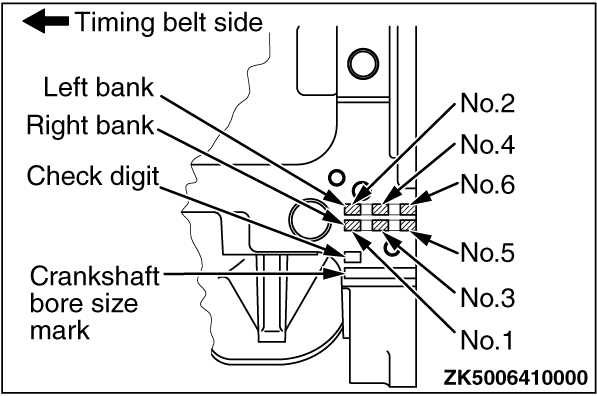 Timing belt side
Left bank
Right bank
Check digit
Crankshaft
bore size
mark
No.2
No.4
No.6
No.5
No.3
No.1
ZK5006410000